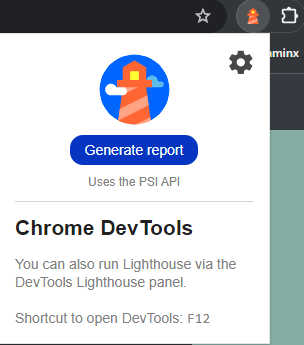 minx
Generate report
Uses the PSI API
Chrome DevTools
You can also run Lighthouse via the
DevTools Lighthouse panel.
Shortcut to open DevTools: F12